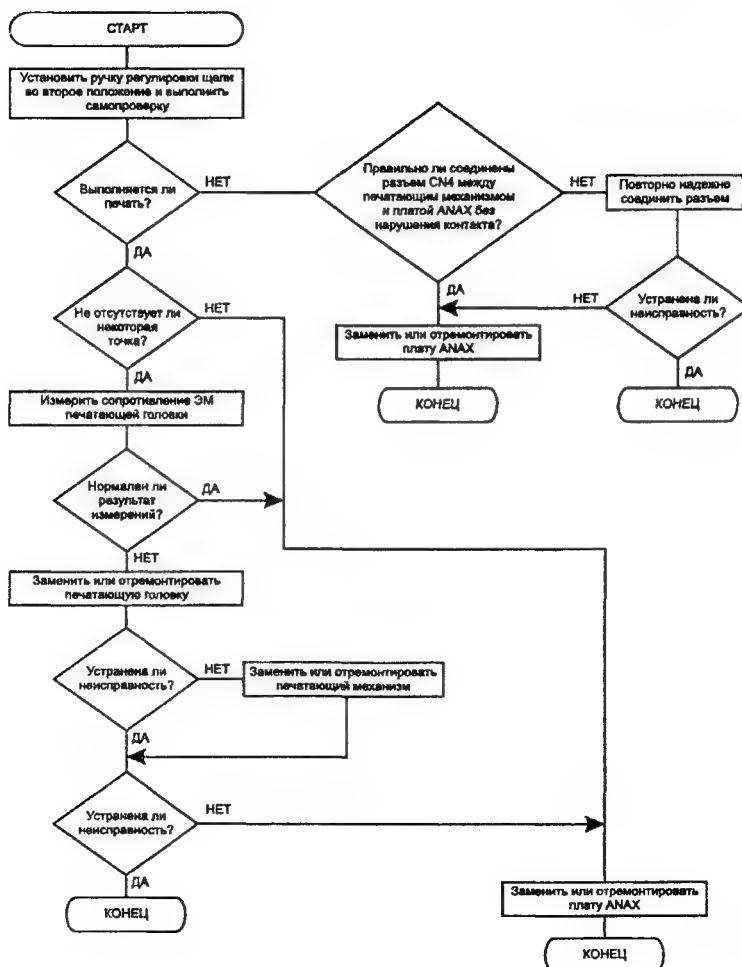 СТАРТ
Установить ручку регулировки щели
во второе положение и выполнить
самопроверку
Выполняется ли
печать?
НЕТ
ДА
Правильно ли соединены
разъем CN4 между
печатающим механизмом
и платой ANAX без
нарушения контакта?
НЕТ
ДА
Повторно надежно
соединить разъем
Устранена ли
неисправность?
НЕТ
ДА
КОНЕЦ
Заменить или отремонтировать
плату ANAX
КОНЕЦ
Не отсутствует ли
некоторая
точка?
НЕТ
ДА
Измерить сопротивление ЭМ
печатающей головки
Нормален ли
результат
измерений?
ДА
НЕТ
Заменить или отремонтировать
печатающую головку
Устранена ли
неисправность?
НЕТ
Заменить или отремонтировать
печатающий механизм
ДА
Устранена ли
неисправность?
НЕТ
ДА
КОНЕЦ
Заменить или отремонтировать
плату ANAX
КОНЕЦ